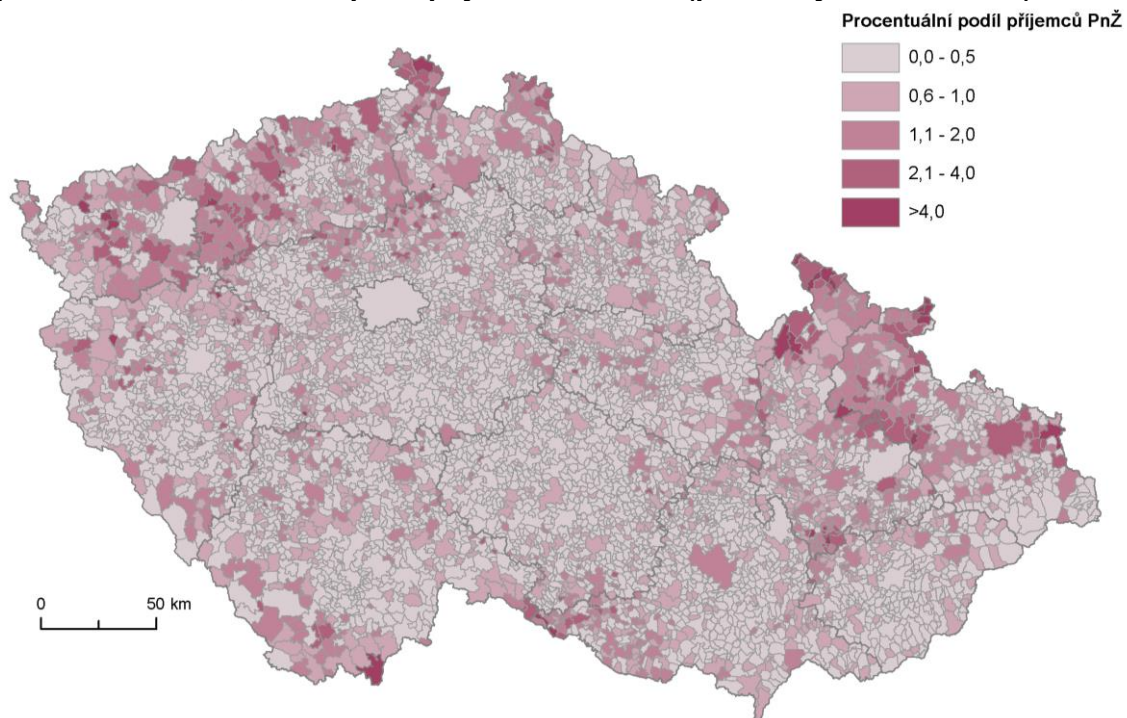 Procentuální podíl příjemců PnŽ
0,0 - 0,5
0,6 - 1,0
1,1 - 2,0
2,1 - 4,0
>4,0
0 50 km